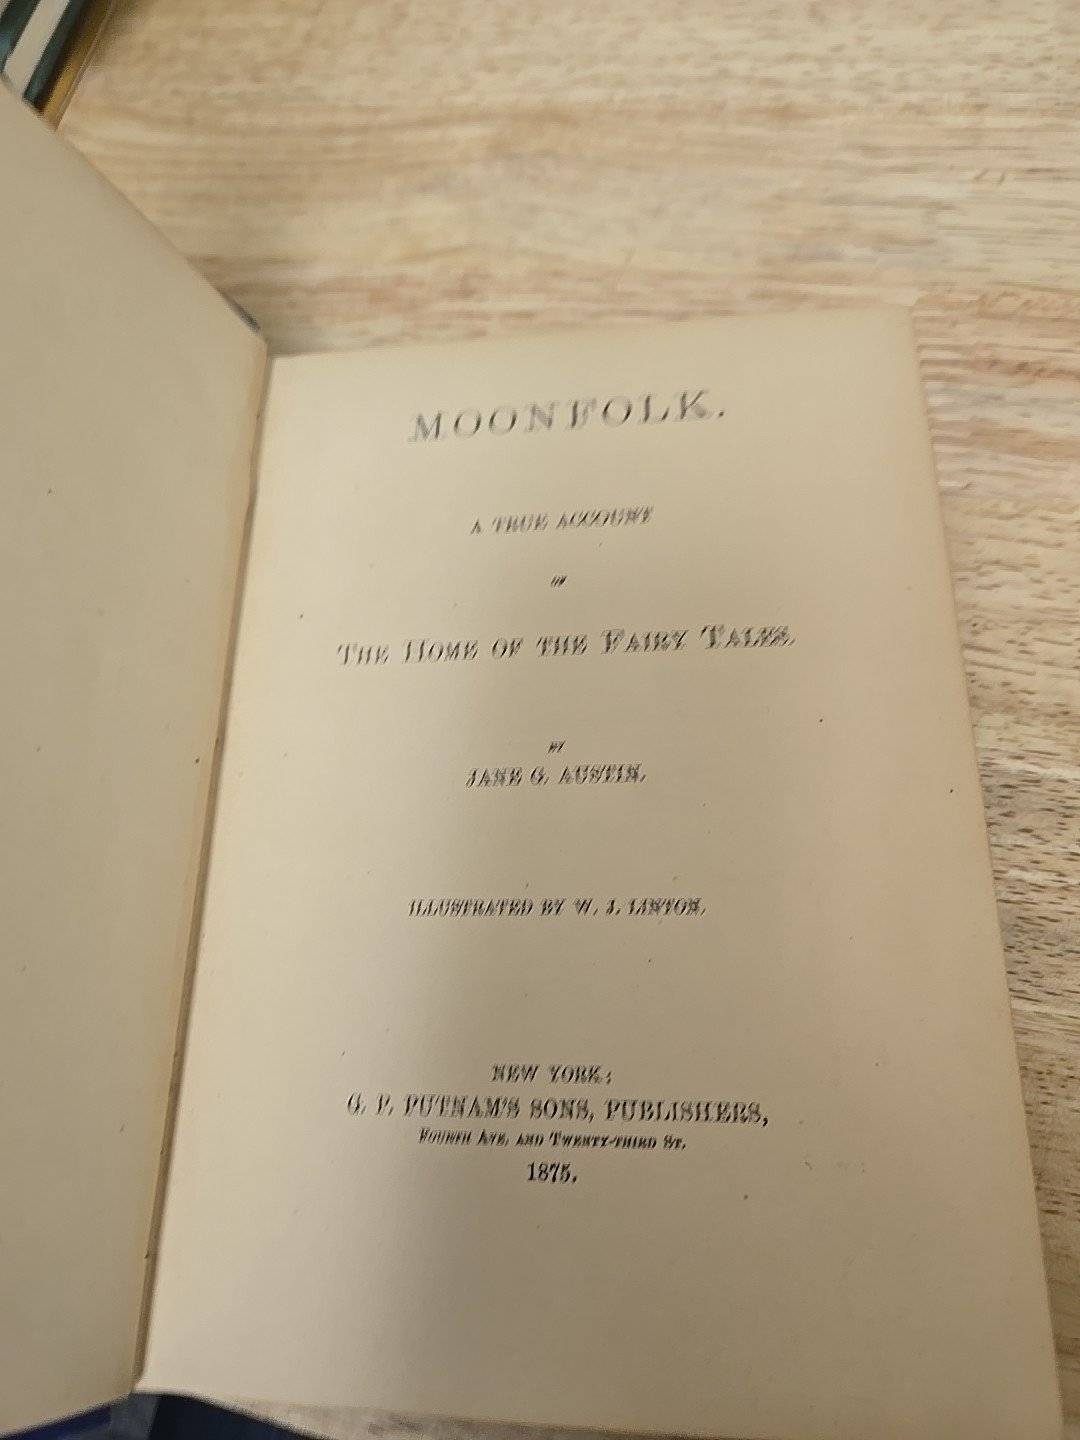 MOONFOLK.
A TRUE ACCOUNT
OF
THE HOME OF THE FAIRY TALES.
BY
JANE G. AUSTIN.
ILLUSTRATED BY W. J. LINTON.
NEW YORK:
G. P. PUTNAM'S SONS, PUBLISHERS,
FOURTH AVE. AND TWENTY-THIRD ST.
1875.